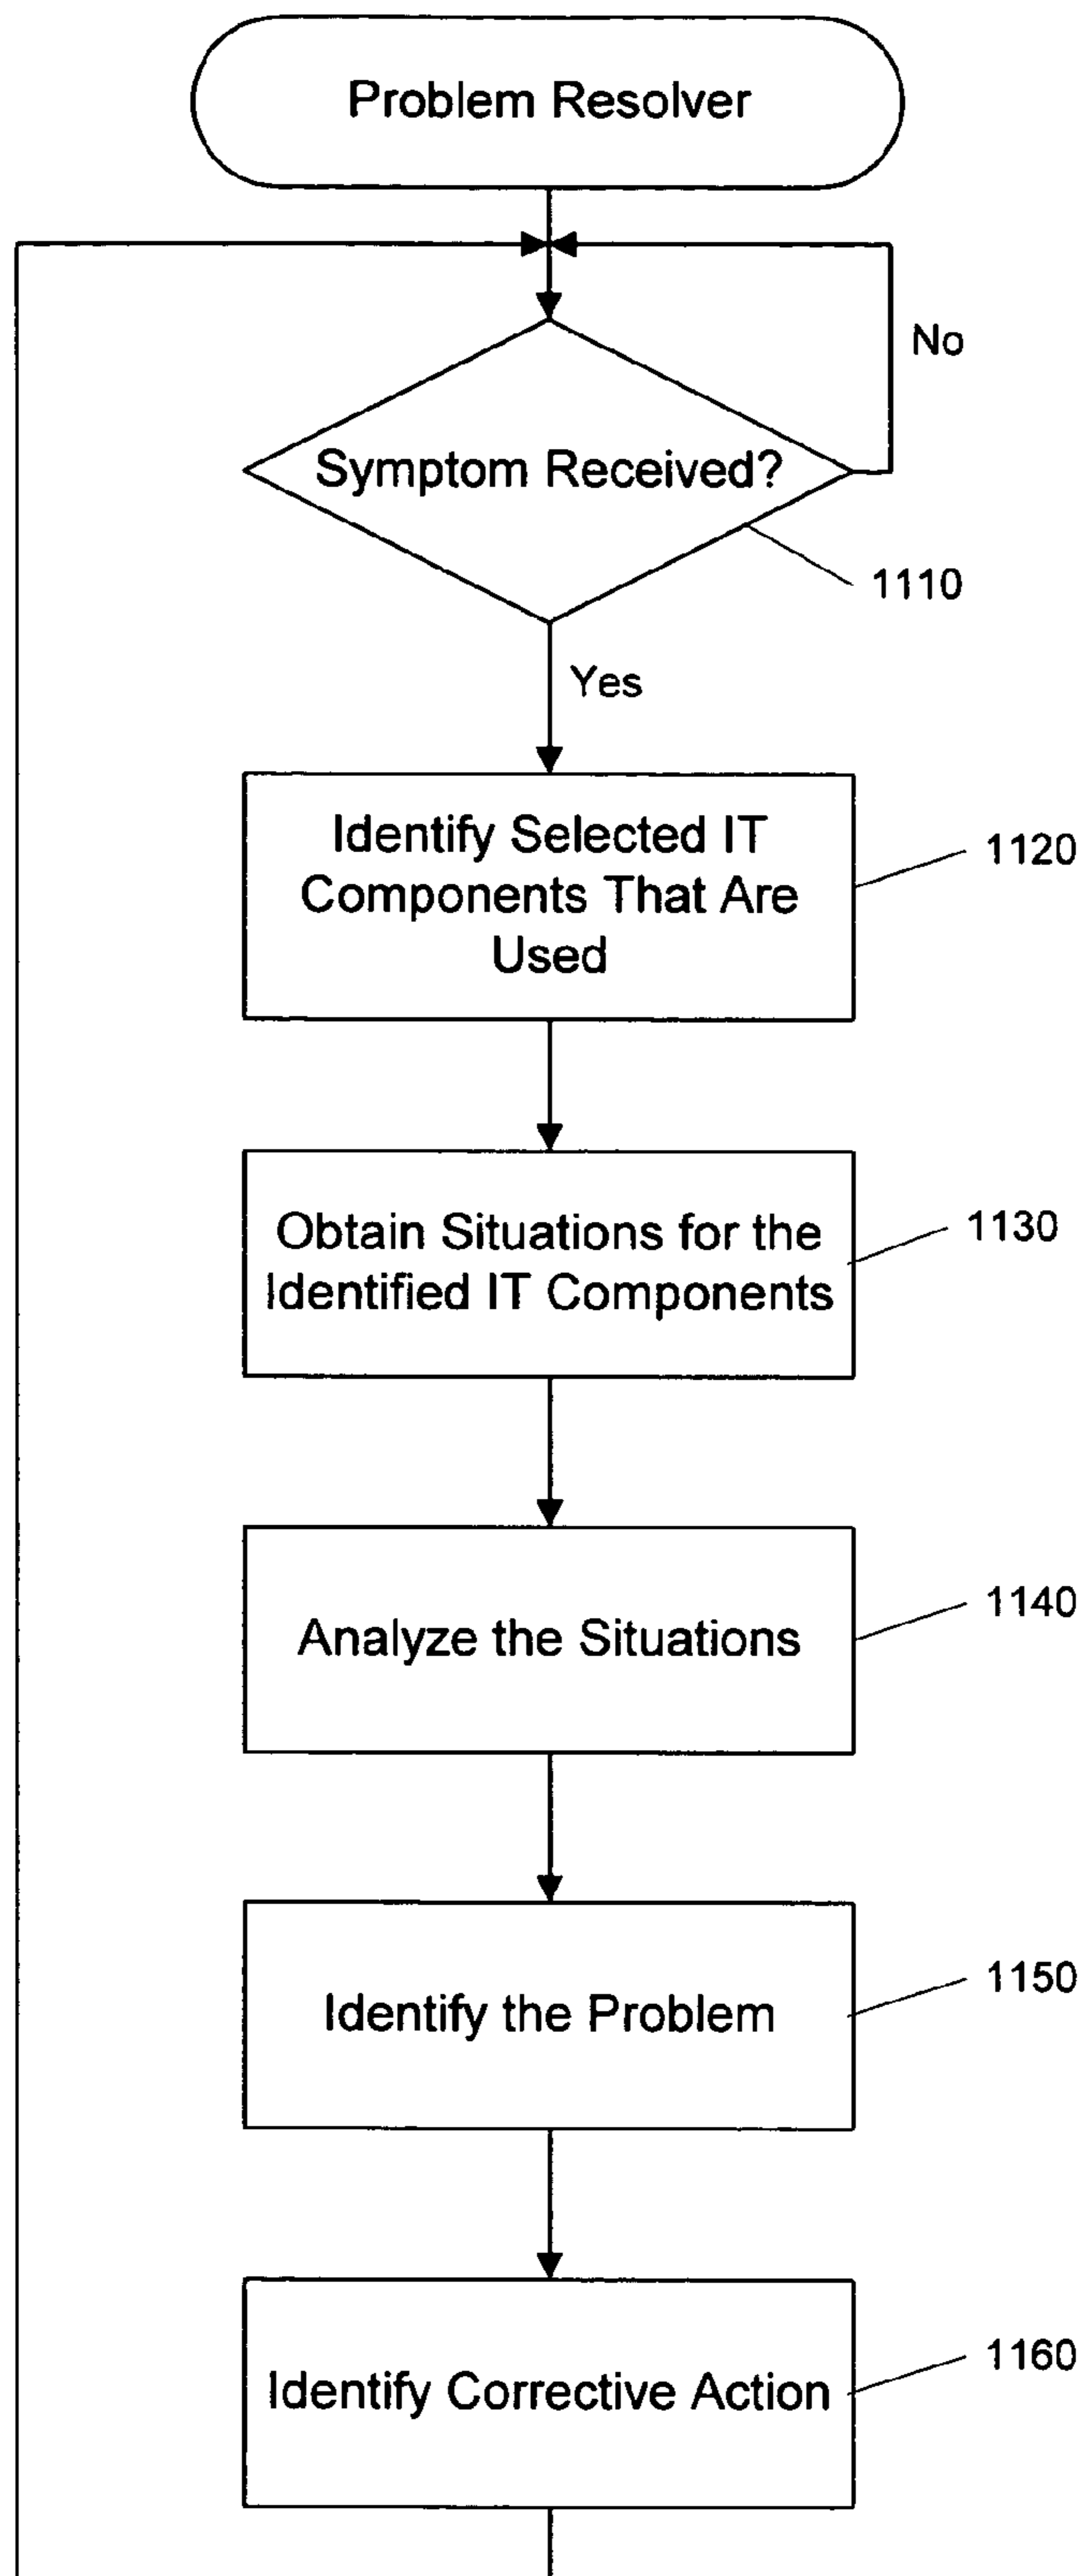 Problem Resolver
No
Symptom Received?
1110
Yes
Identify Selected IT
Components That Are
Used
1120
Obtain Situations for the
Identified IT Components
1130
Analyze the Situations
1140
Identify the Problem
1150
Identify Corrective Action
1160